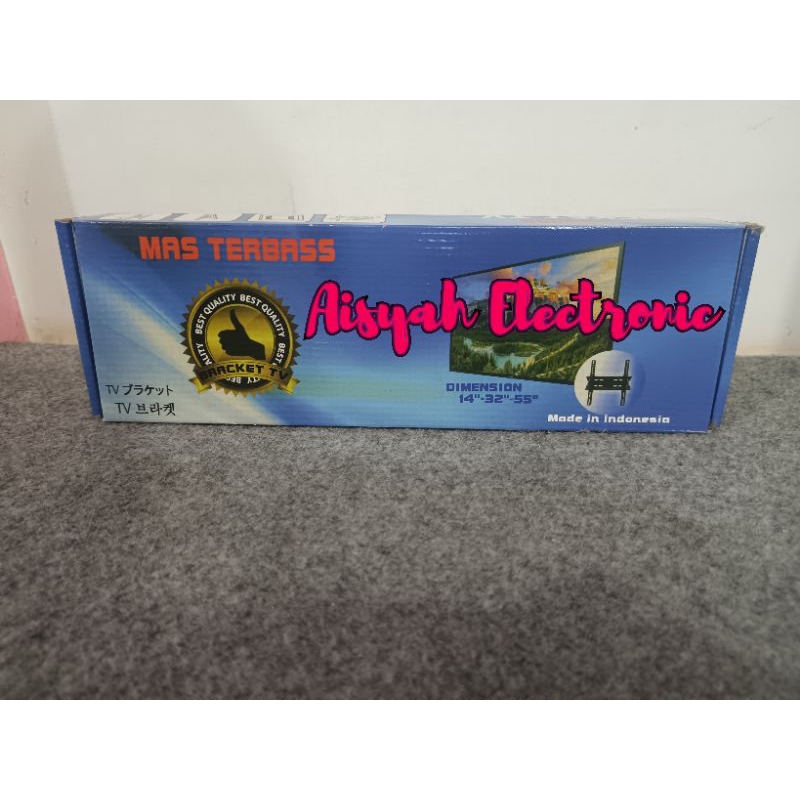 MAS TERBASS
BEST QUALITY BEST QUALITY BEST
BRACKET TV
Aisyah Electronic
TV ブラケット
TV 브라켓
DIMENSION
14"-32"-55"
Made in Indonesia